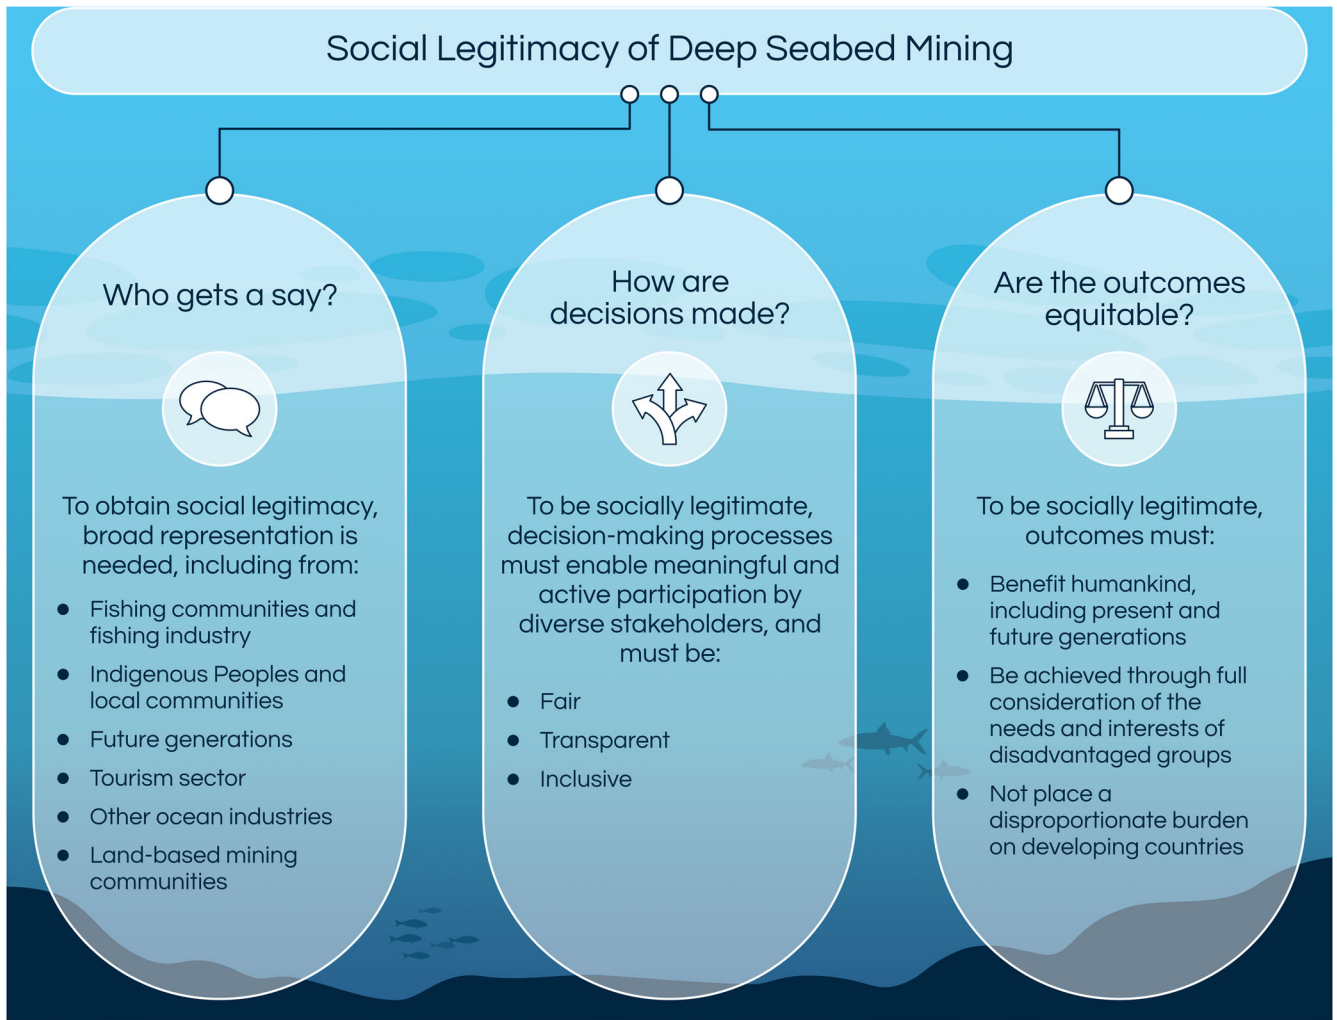 Social Legitimacy of Deep Seabed Mining
Who gets a say?
To obtain social legitimacy,
broad representation is
needed, including from:
● Fishing communities and
fishing industry
● Indigenous Peoples and
local communities
● Future generations
● Tourism sector
● Other ocean industries
● Land-based mining
communities
How are
decisions made?
To be socially legitimate,
decision-making processes
must enable meaningful and
active participation by
diverse stakeholders, and
must be:
● Fair
● Transparent
● Inclusive
Are the outcomes
equitable?
To be socially legitimate,
outcomes must:
● Benefit humankind,
including present and
future generations
● Be achieved through full
consideration of the
needs and interests of
disadvantaged groups
● Not place a
disproportionate burden
on developing countries